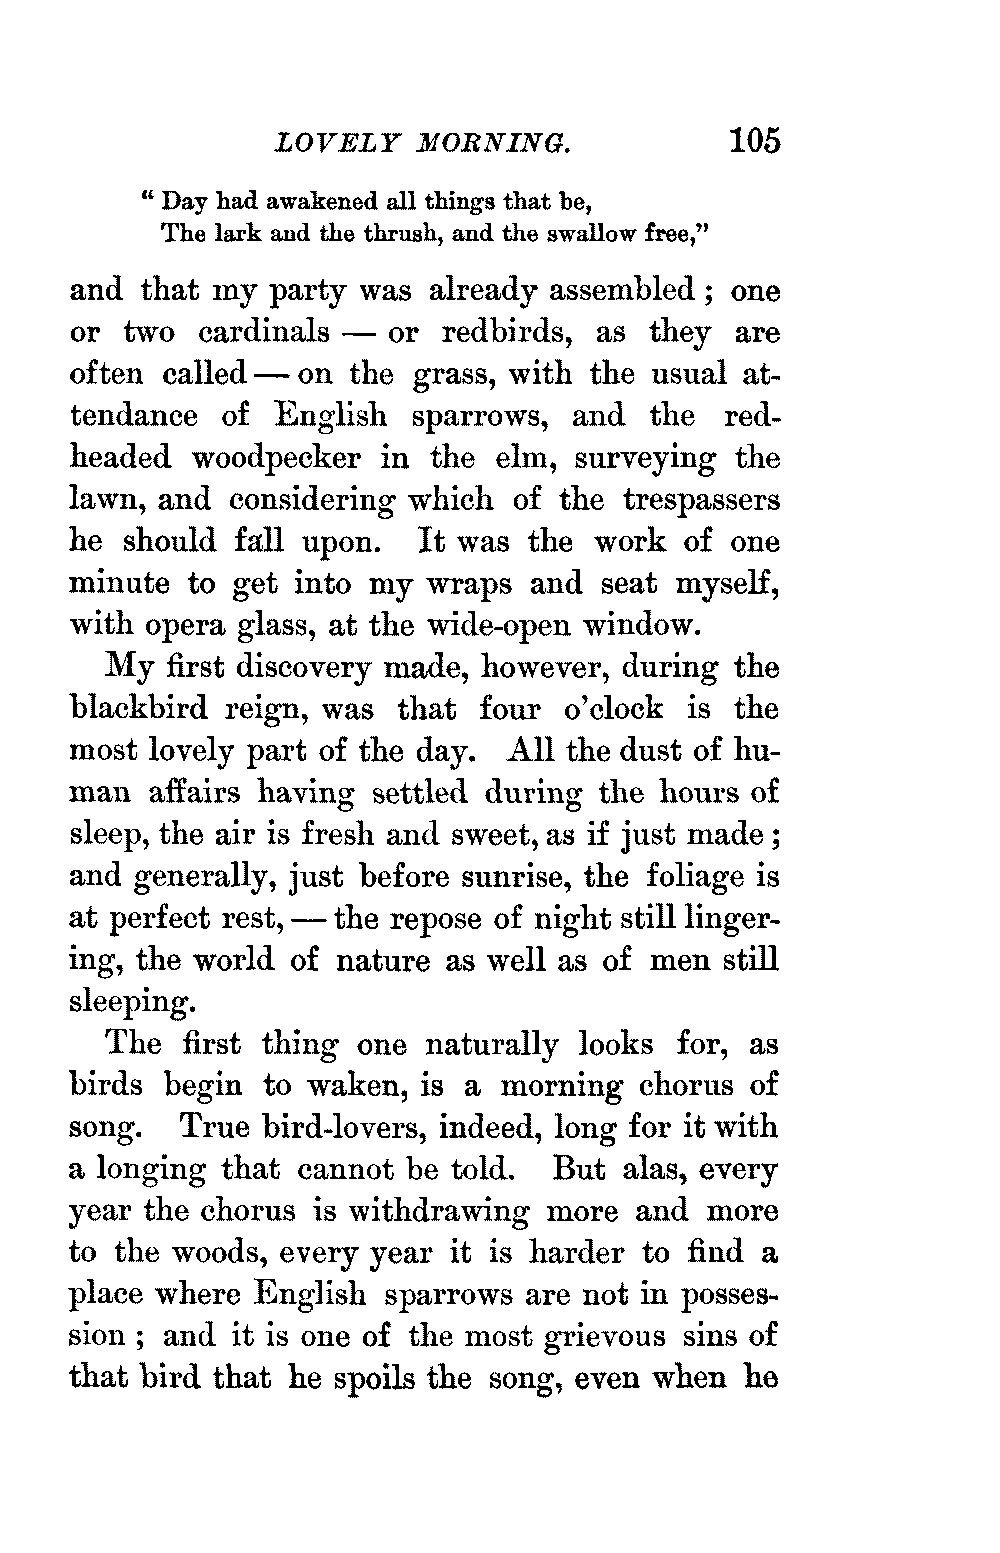 LOVELY MORNING. 105
“ Day had awakened all things that be,
The lark and the thrush, and the swallow free,”
and that my party was already assembled ; one
or two cardinals — or redbirds, as they are
often called — on the grass, with the usual at-
tendance of English sparrows, and the red-
headed woodpecker in the elm, surveying the
lawn, and considering which of the trespassers
he should fall upon. It was the work of one
minute to get into my wraps and seat myself,
with opera glass, at the wide-open window.
My first discovery made, however, during the
blackbird reign, was that four o’clock is the
most lovely part of the day. All the dust of hu-
man affairs having settled during the hours of
sleep, the air is fresh and sweet, as if just made ;
and generally, just before sunrise, the foliage is
at perfect rest, — the repose of night still linger-
ing, the world of nature as well as of men still
sleeping.
The first thing one naturally looks for, as
birds begin to waken, is a morning chorus of
song. True bird-lovers, indeed, long for it with
a longing that cannot be told. But alas, every
year the chorus is withdrawing more and more
to the woods, every year it is harder to find a
place where English sparrows are not in posses-
sion ; and it is one of the most grievous sins of
that bird that he spoils the song, even when he